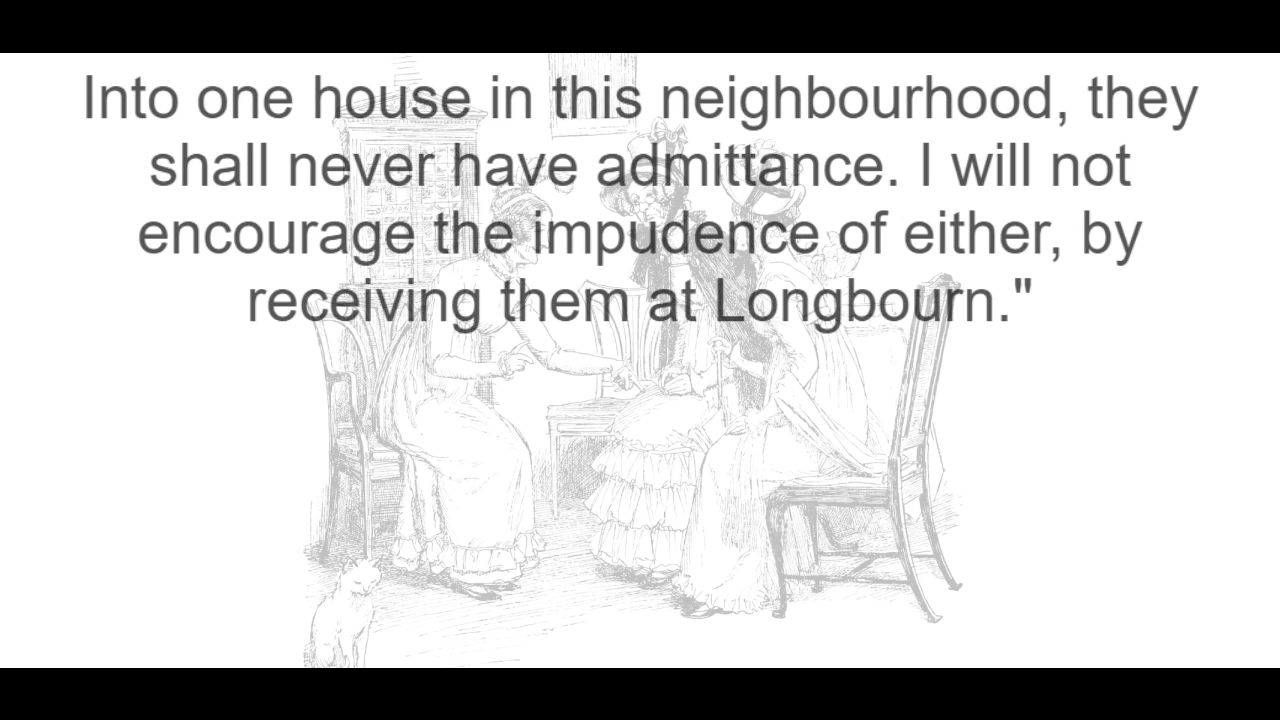 Into one house in this neighbourhood, they
shall never have admittance. I will not
encourage the impudence of either, by
receiving them at Longbourn."